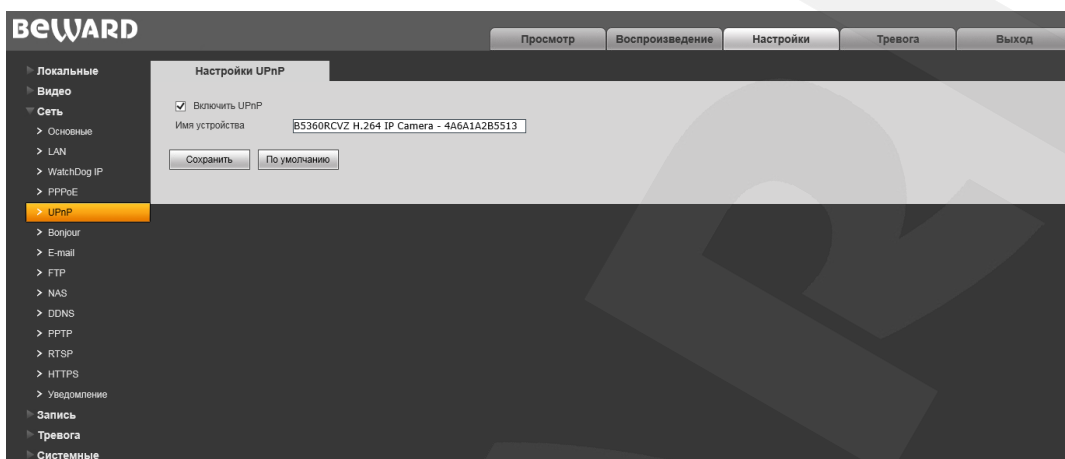 BEWARD
Просмотр
Воспроизведение
Настройки
Тревога
Выход
Локальные
Видео
Сеть
Основные
LAN
WatchDog IP
PPPoE
UPnP
Bonjour
E-mail
FTP
NAS
DDNS
PPTP
RTSP
HTTPS
Уведомление
Запись
Тревога
Системные
Настройки UPnP
Включить UPnP
Имя устройства B5360RCVZ H.264 IP Camera - 4A6A1A2B5513
Сохранить По умолчанию